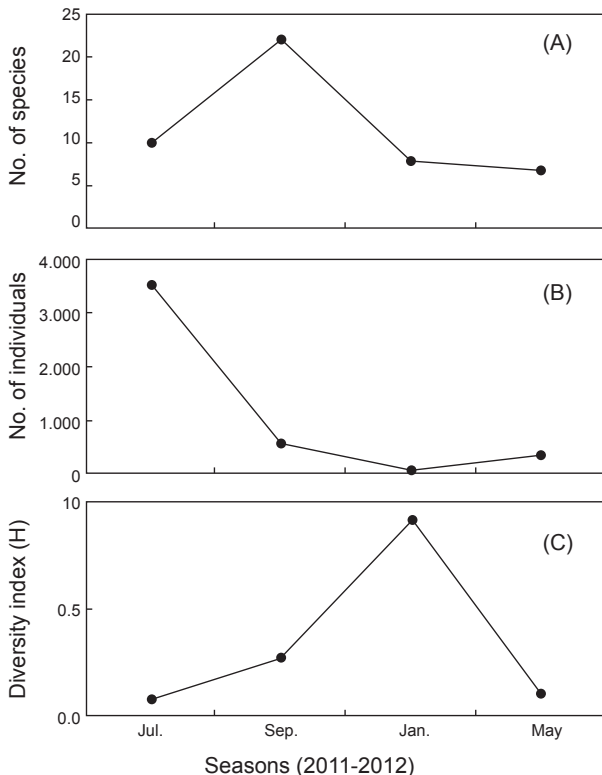 No. of species
25
20
15
10
5
0
(A)
No. of individuals
4.000
3.000
2.000
1.000
0
(B)
Diversity index (H)
10
0.5
0.0
(C)
Jul. Sep. Jan. May
Seasons (2011-2012)